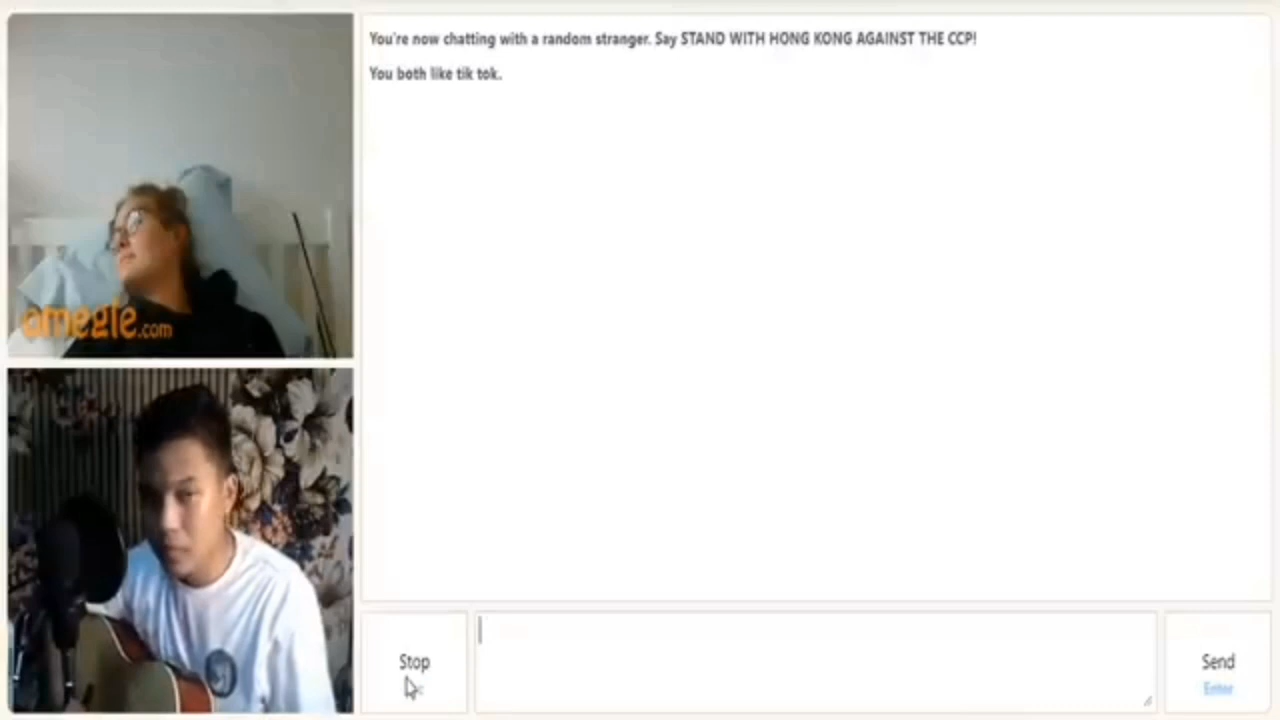 You're now chatting with a random stranger. Say STAND WITH HONG KONG AGAINST THE CCP!
You both like tik tok.
omegle.com
Stop
Send
Enter